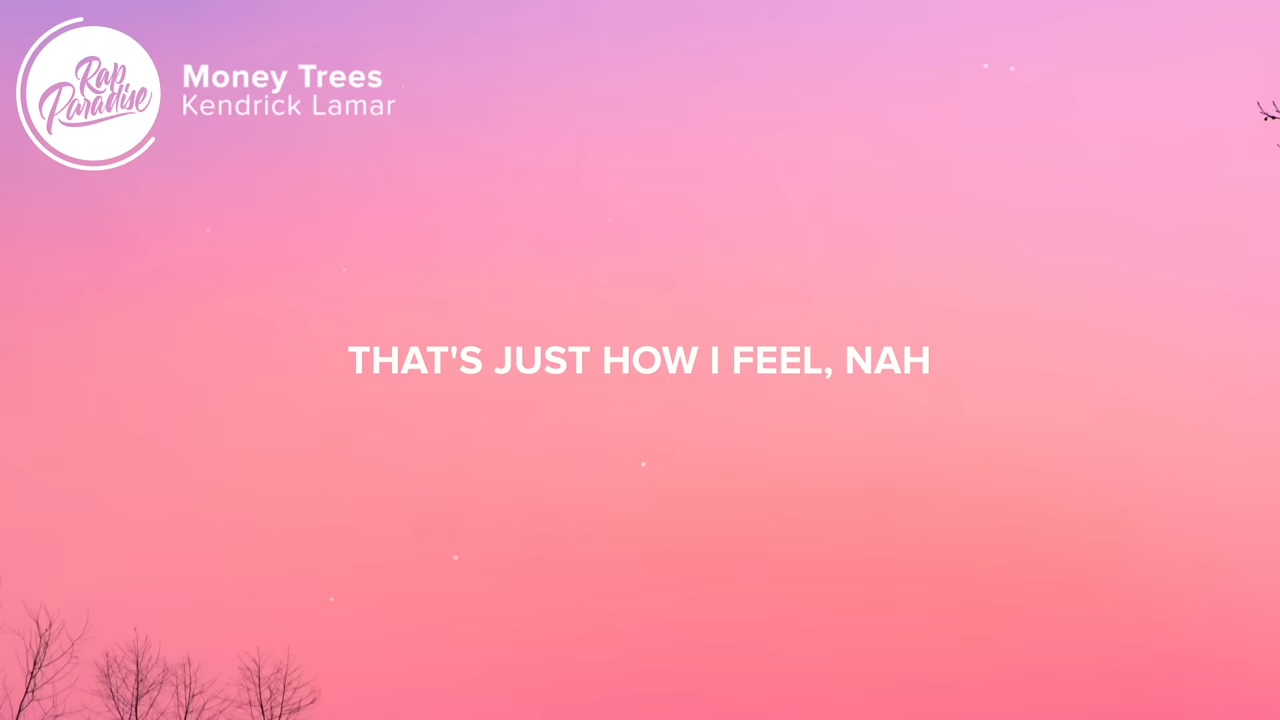 Rap
Paradise
Money Trees
Kendrick Lamar
THAT'S JUST HOW I FEEL, NAH